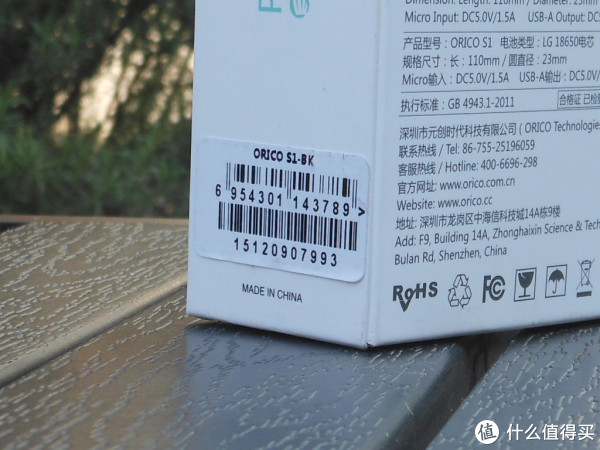 ORICO S1-BK
6 954301 143789 >
15120907993
MADE IN CHINA
Micro Input: DC5.0V/1.5A USB-A Output: DC5
产品型号: ORICO S1 电池类型: LG 18650电芯
规格尺寸: 长: 110mm / 圆直径: 23mm
Micro输入: DC5.0V/1.5A USB-A输出: DC5.0V/
执行标准: GB 4943.1-2011 合格证 已检
深圳市元创时代科技有限公司 ( ORICO Technologies
联系热线 / Tel: 86-755-25196059
客服热线 / Hotline: 400-6696-298
官方网址: www.orico.com.cn
Website: www.orico.cc
地址: 深圳市龙岗区中海信科技城14A栋9楼
Add: F9, Building 14A, Zhonghaixin Science & Tech
Bulan Rd, Shenzhen, China
RoHS FC
值 什么值得买